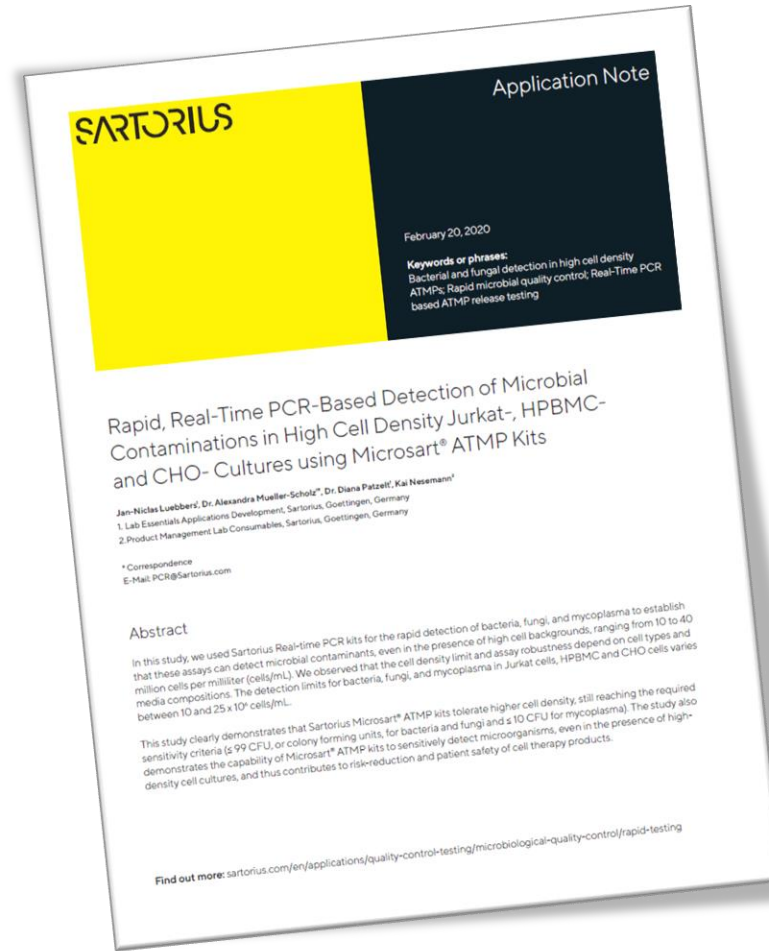 SARTORIUS
Application Note
February 20, 2020
Keywords or phrases:
Bacterial and fungal detection in high cell density
ATMPs; Rapid microbial quality control; Real-Time PCR
based ATMP release testing
Rapid, Real-Time PCR-Based Detection of Microbial
Contaminations in High Cell Density Jurkat-, HPBMC-
and CHO- Cultures using Microsart® ATMP Kits
Jan-Niclas Luebbers¹, Dr. Alexandra Mueller-Scholz²*, Dr. Diana Patzelt¹, Kai Nesemann¹
1. Lab Essentials Applications Development, Sartorius, Goettingen, Germany
2.Product Management Lab Consumables, Sartorius, Goettingen, Germany
* Correspondence
E-Mail: PCR@Sartorius.com
Abstract
In this study, we used Sartorius Real-time PCR kits for the rapid detection of bacteria, fungi, and mycoplasma to establish
that these assays can detect microbial contaminants, even in the presence of high cell backgrounds, ranging from 10 to 40
million cells per milliliter (cells/mL). We observed that the cell density limit and assay robustness depend on cell types and
media compositions. The detection limits for bacteria, fungi, and mycoplasma in Jurkat cells, HPBMC and CHO cells varies
between 10 and 25 x 10⁶ cells/mL.
This study clearly demonstrates that Sartorius Microsart® ATMP kits tolerate higher cell density, still reaching the required
sensitivity criteria (≤ 99 CFU, or colony forming units, for bacteria and fungi and ≤ 10 CFU for mycoplasma). The study also
demonstrates the capability of Microsart® ATMP kits to sensitively detect microorganisms, even in the presence of high-
density cell cultures, and thus contributes to risk-reduction and patient safety of cell therapy products.
Find out more: sartorius.com/en/applications/quality-control-testing/microbiological-quality-control/rapid-testing